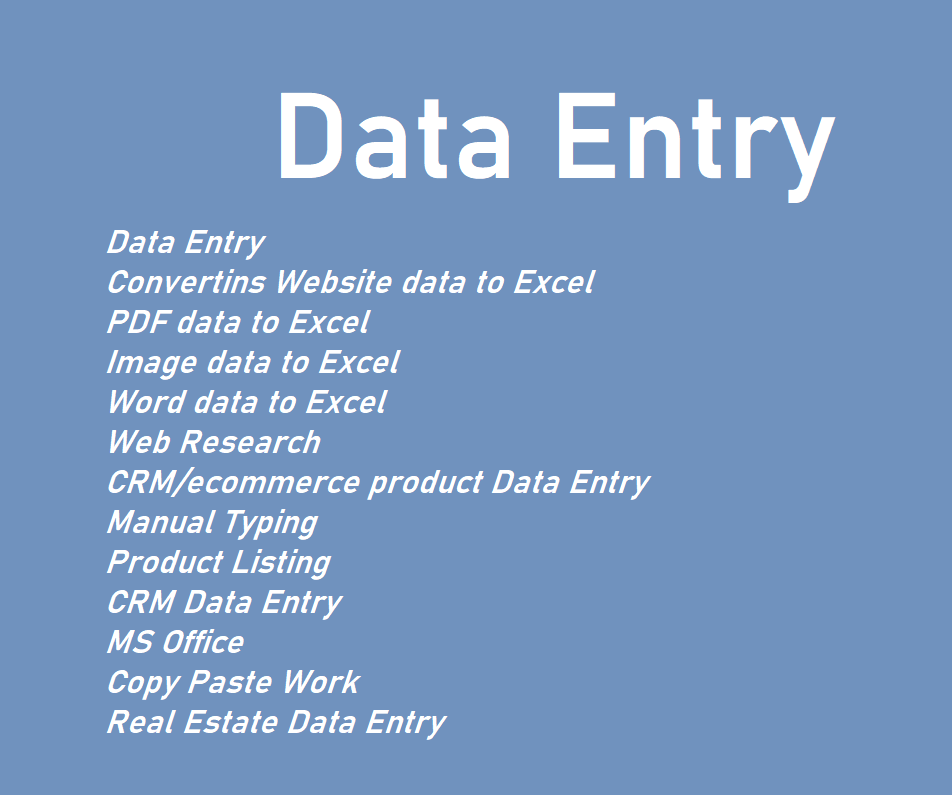 Data Entry
Data Entry
Convertins Website data to Excel
PDF data to Excel
Image data to Excel
Word data to Excel
Web Research
CRM/ecommerce product Data Entry
Manual Typing
Product Listing
CRM Data Entry
MS Office
Copy Paste Work
Real Estate Data Entry